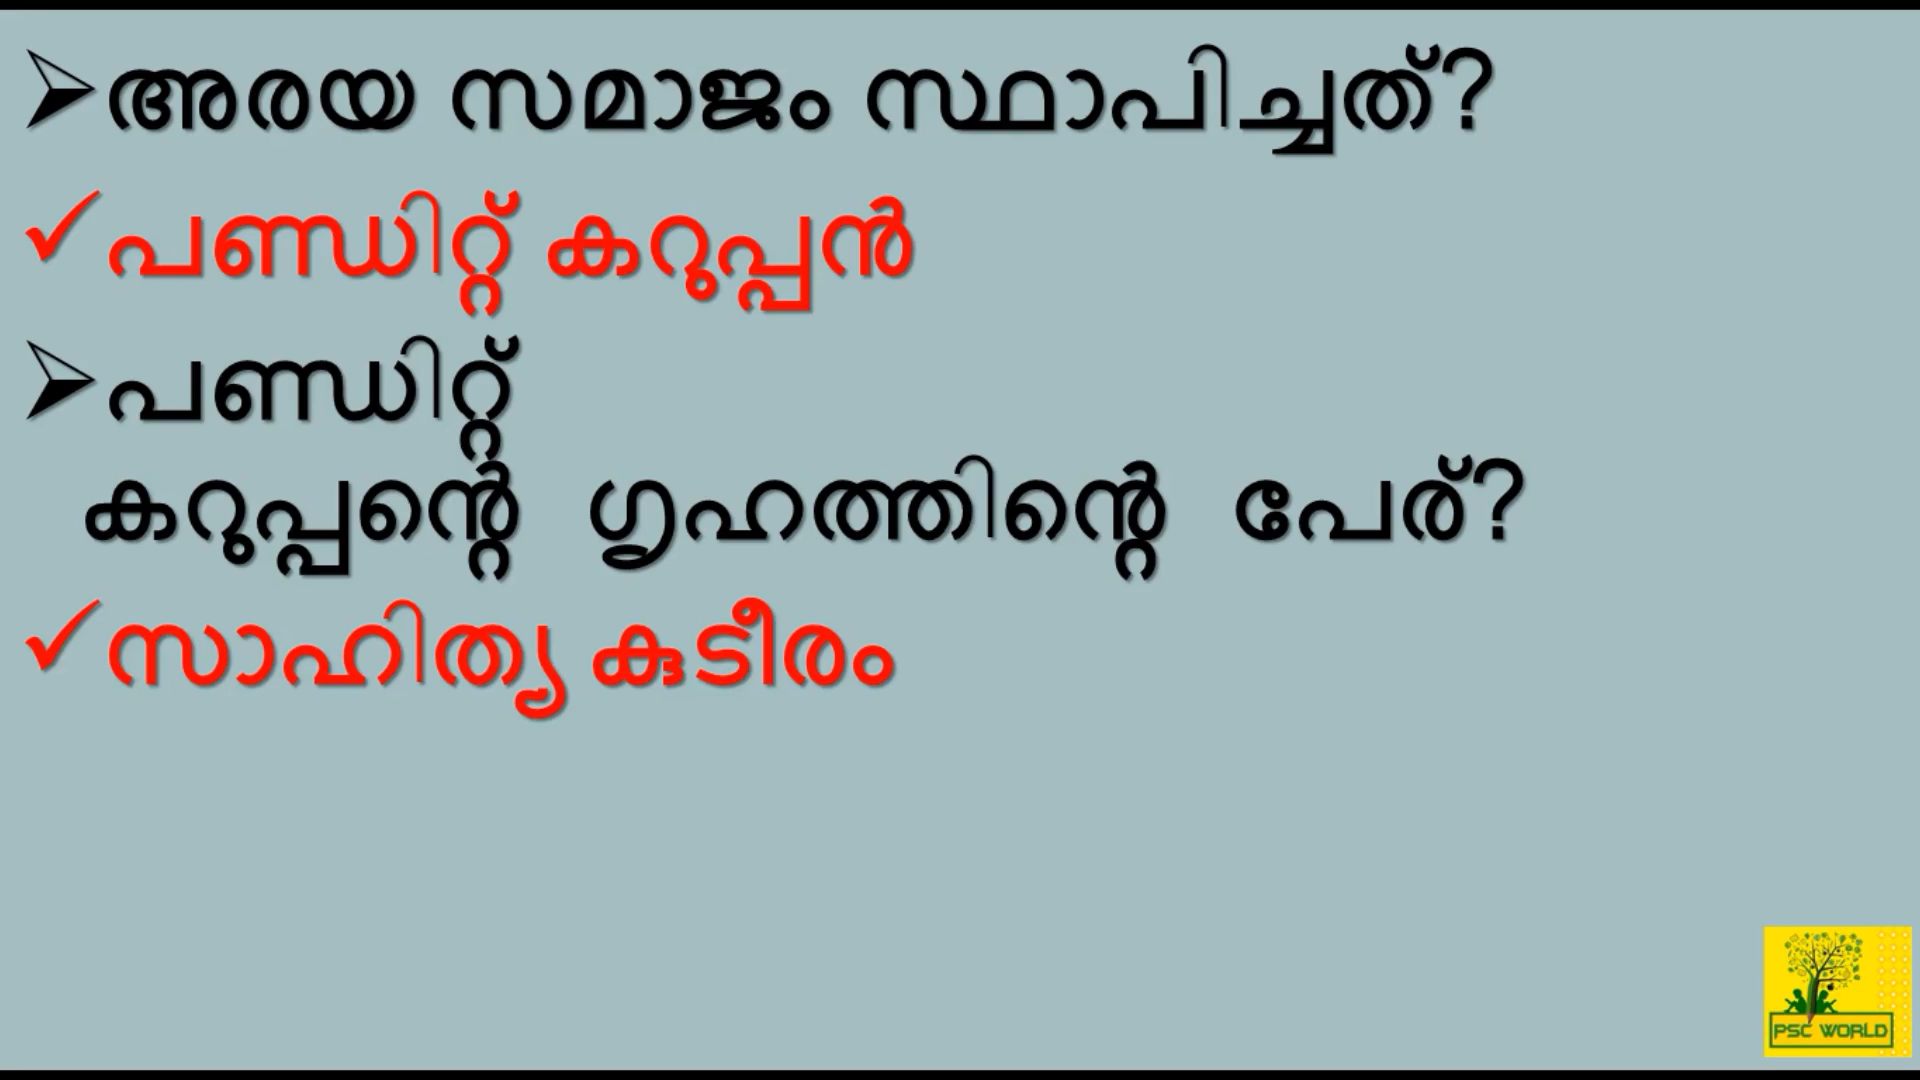 ➢അരയ സമാജം സ്ഥാപിച്ചത്?
✓പണ്ഡിറ്റ് കറുപ്പൻ
➢പണ്ഡിറ്റ്
കറുപ്പന്റെ ഗൃഹത്തിന്റെ പേര്?
✓സാഹിത്യ കുടീരം
PSC WORLD